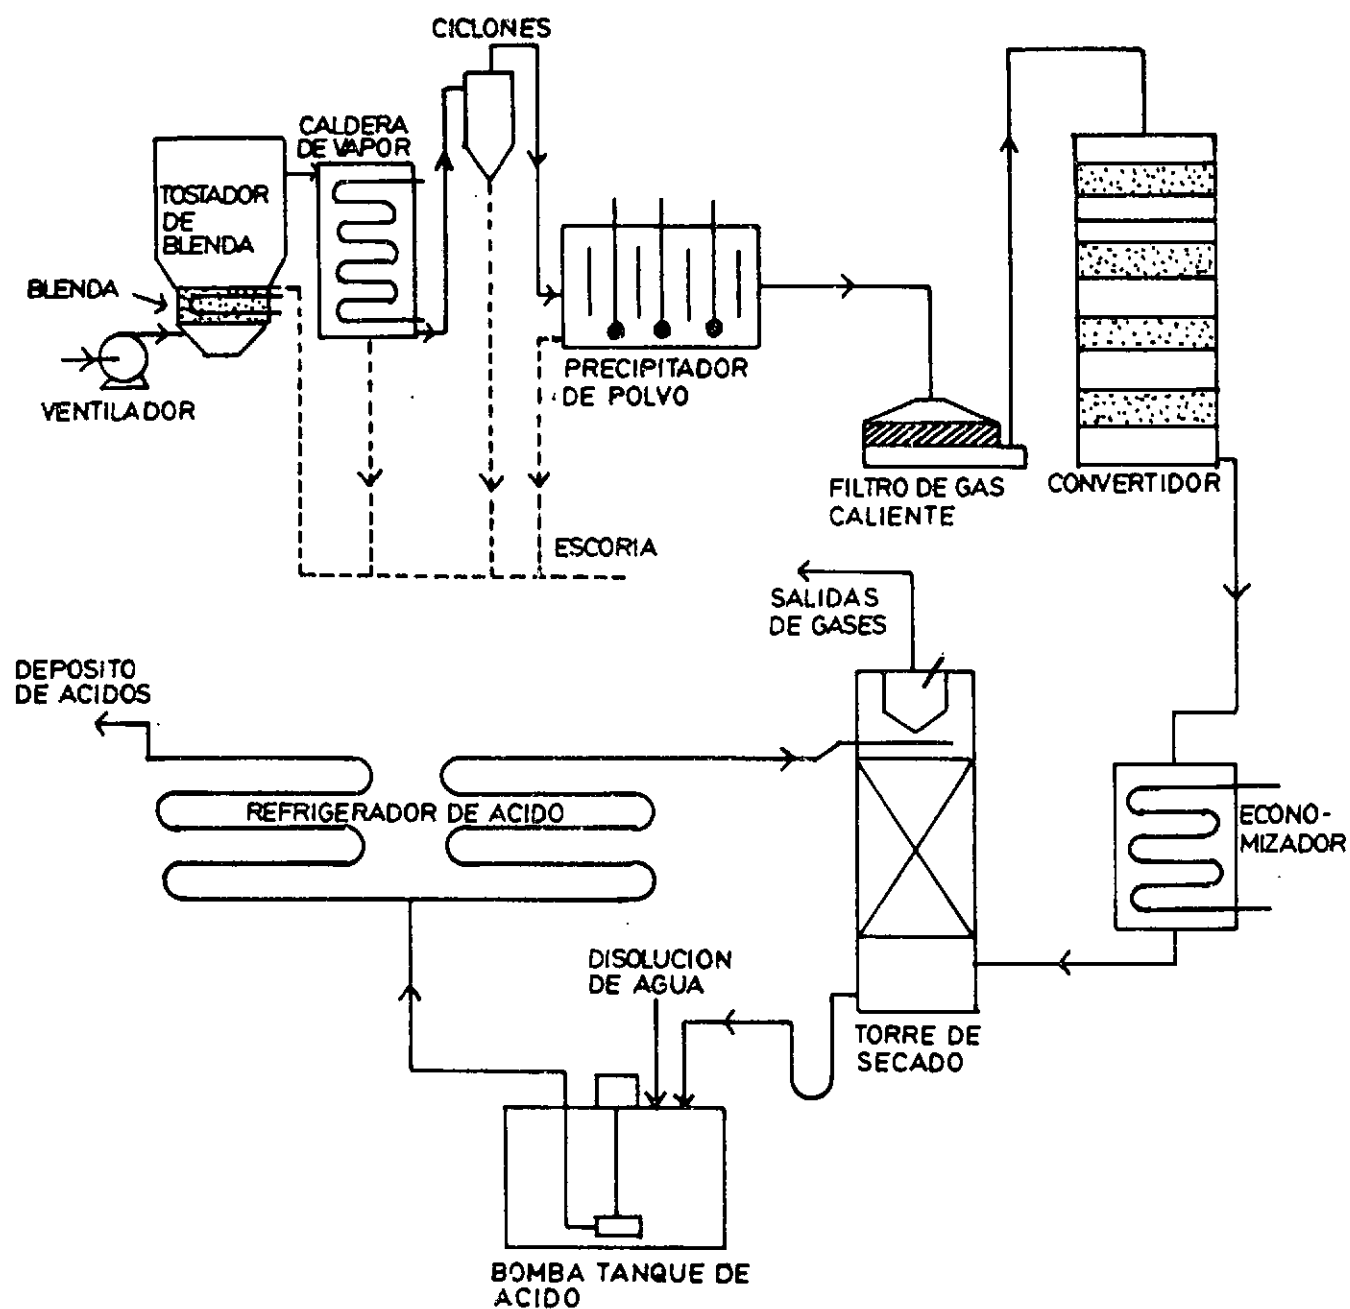 CICLONES
CALDERA
DE VAPOR
TOSTADOR
DE
BLENDA
BLENDA
VENTILADOR
PRECIPITADOR
DE POLVO
FILTRO DE GAS
CALIENTE
CONVERTIDOR
ESCORIA
SALIDAS
DE GASES
DEPOSITO
DE ACIDOS
REFRIGERADOR DE ACIDO
ECONO-
MIZADOR
DISOLUCION
DE AGUA
TORRE DE
SECADO
BOMBA TANQUE DE
ACIDO